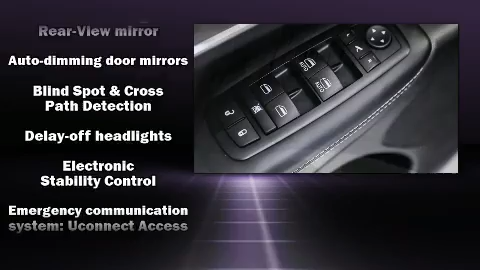 Rear-View mirror
Auto-dimming door mirrors
Blind Spot & Cross
Path Detection
Delay-off headlights
Electronic
Stability Control
Emergency communication
system: Uconnect Access